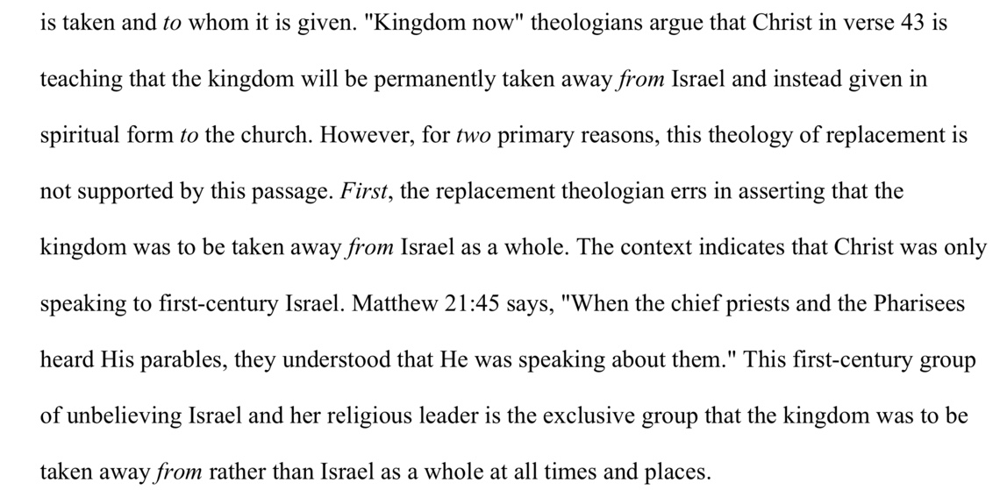 is taken and to whom it is given. "Kingdom now" theologians argue that Christ in verse 43 is
teaching that the kingdom will be permanently taken away from Israel and instead given in
spiritual form to the church. However, for two primary reasons, this theology of replacement is
not supported by this passage. First, the replacement theologian errs in asserting that the
kingdom was to be taken away from Israel as a whole. The context indicates that Christ was only
speaking to first-century Israel. Matthew 21:45 says, "When the chief priests and the Pharisees
heard His parables, they understood that He was speaking about them." This first-century group
of unbelieving Israel and her religious leader is the exclusive group that the kingdom was to be
taken away from rather than Israel as a whole at all times and places.